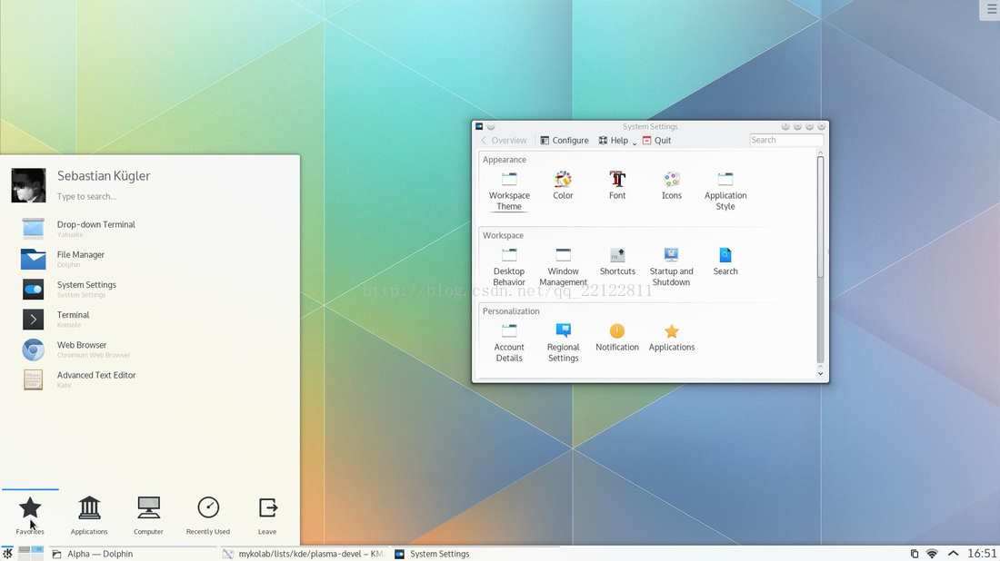 Sebastian Kügler
Type to search...
Drop-down Terminal
Yakuake
File Manager
Dolphin
System Settings
System Settings
Terminal
Konsole
Web Browser
Chromium Web Browser
Advanced Text Editor
Kate
Favorites
Applications
Computer
Recently Used
Leave
System Settings
Overview
Configure
Help
Quit
Search
Appearance
Workspace
Theme
Color
Font
Icons
Application
Style
Workspace
Desktop
Behavior
Window
Management
Shortcuts
Startup and
Shutdown
Search
http://blog.csdn.net/qq_22122811
Personalization
Account
Details
Regional
Settings
Notification
Applications
Alpha — Dolphin
mykolab/lists/kde/plasma-devel – KM
System Settings
16:51